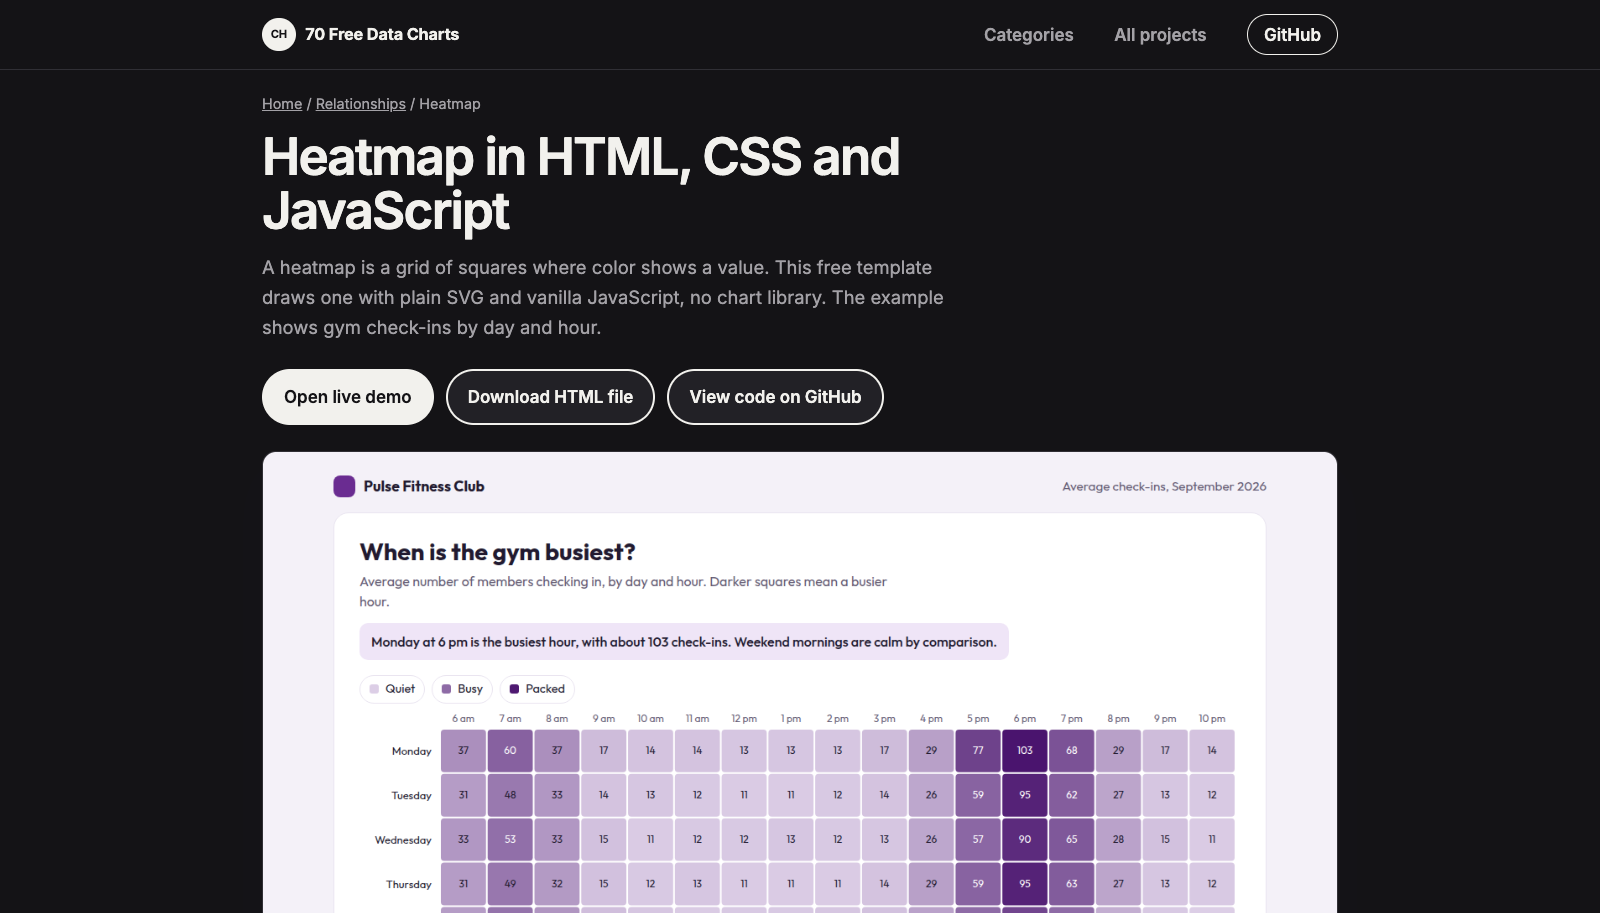 CH 70 Free Data Charts Categories All projects GitHub
Home / Relationships / Heatmap
Heatmap in HTML, CSS and
JavaScript
A heatmap is a grid of squares where color shows a value. This free template
draws one with plain SVG and vanilla JavaScript, no chart library. The example
shows gym check-ins by day and hour.
Open live demo Download HTML file View code on GitHub
Pulse Fitness Club Average check-ins, September 2026
When is the gym busiest?
Average number of members checking in, by day and hour. Darker squares mean a busier
hour.
Monday at 6 pm is the busiest hour, with about 103 check-ins. Weekend mornings are calm by comparison.
Quiet Busy Packed
6 am 7 am 8 am 9 am 10 am 11 am 12 pm 1 pm 2 pm 3 pm 4 pm 5 pm 6 pm 7 pm 8 pm 9 pm 10 pm
Monday 37 60 37 17 14 14 13 13 13 17 29 77 103 68 29 17 14
Tuesday 31 48 33 14 13 12 11 11 12 14 26 59 95 62 27 13 12
Wednesday 33 53 33 15 11 12 12 13 12 13 26 57 90 65 28 15 11
Thursday 31 49 32 15 12 13 11 11 11 14 29 59 95 63 27 13 12